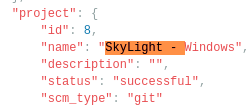 },
"project": {
"id": 8,
"name": "SkyLight - Windows",
"description": "",
"status": "successful",
"scm_type": "git"